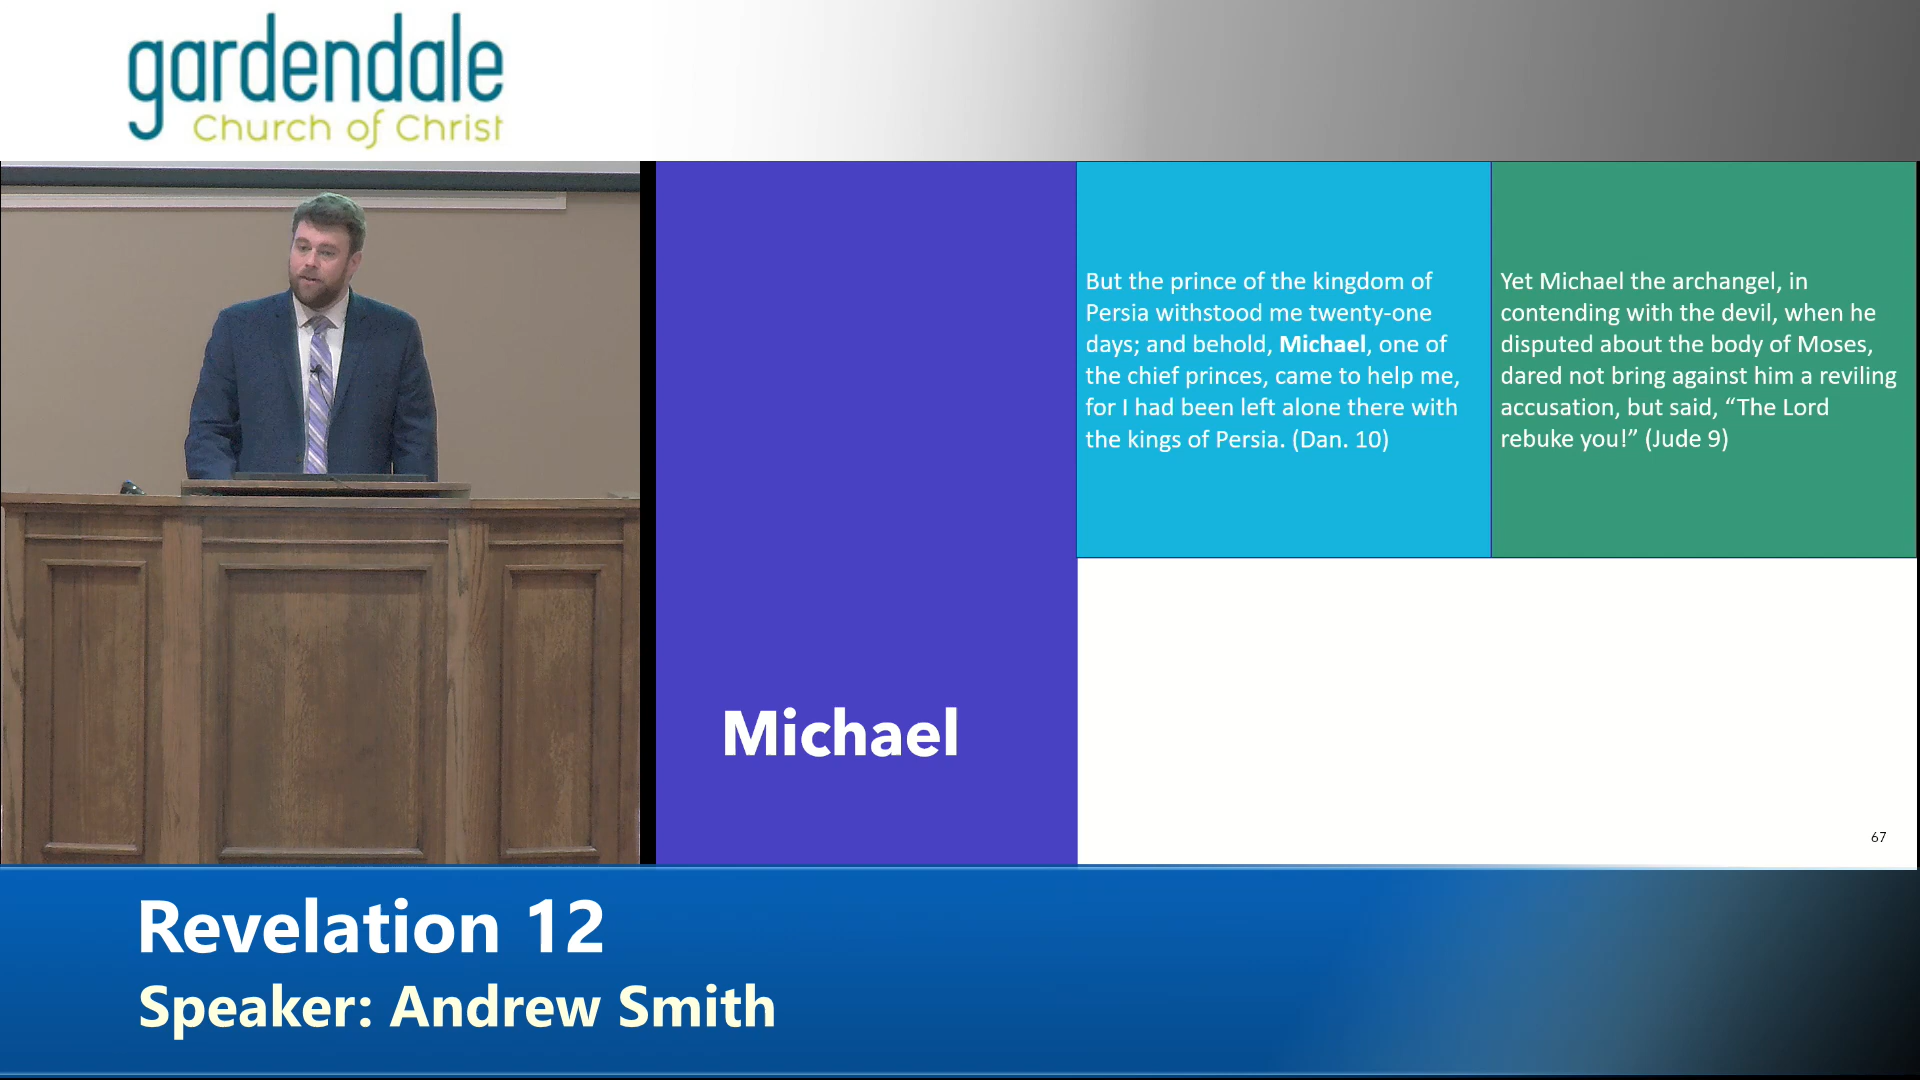 gardendale
Church of Christ
But the prince of the kingdom of
Persia withstood me twenty-one
days; and behold, Michael, one of
the chief princes, came to help me,
for I had been left alone there with
the kings of Persia. (Dan. 10)
Yet Michael the archangel, in
contending with the devil, when he
disputed about the body of Moses,
dared not bring against him a reviling
accusation, but said, “The Lord
rebuke you!” (Jude 9)
Michael
67
Revelation 12
Speaker: Andrew Smith